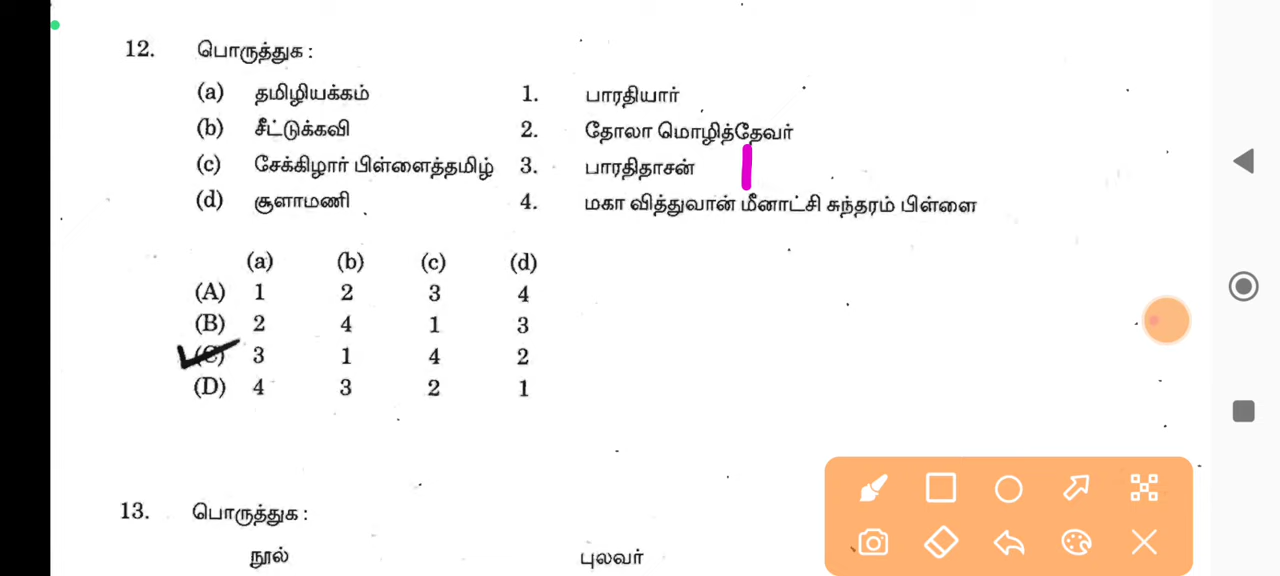 12. பொருத்துக :
(a) தமிழியக்கம் 1. பாரதியார்
(b) சீட்டுக்கவி 2. தோலா மொழித்தேவர்
(c) சேக்கிழார் பிள்ளைத்தமிழ் 3. பாரதிதாசன்
(d) சூளாமணி 4. மகா வித்துவான் மீனாட்சி சுந்தரம் பிள்ளை
(a) (b) (c) (d)
(A) 1 2 3 4
(B) 2 4 1 3
(C) 3 1 4 2
(D) 4 3 2 1
13. பொருத்துக :
நூல் புலவர்